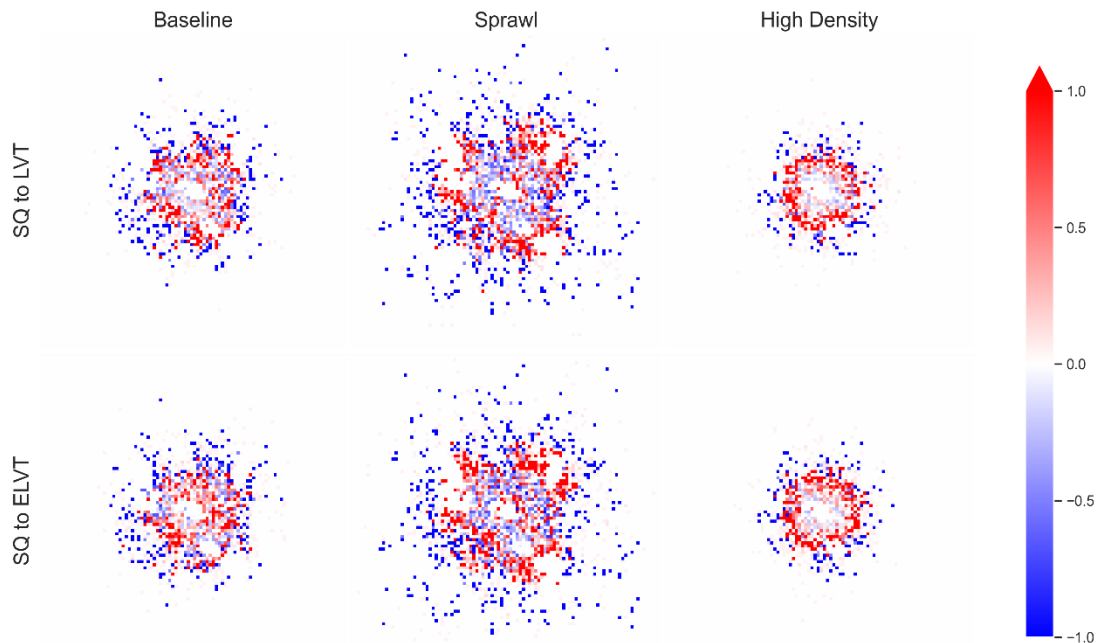 Baseline Sprawl High Density
SQ to LVT
SQ to ELVT
1.0
0.5
0.0
−0.5
−1.0